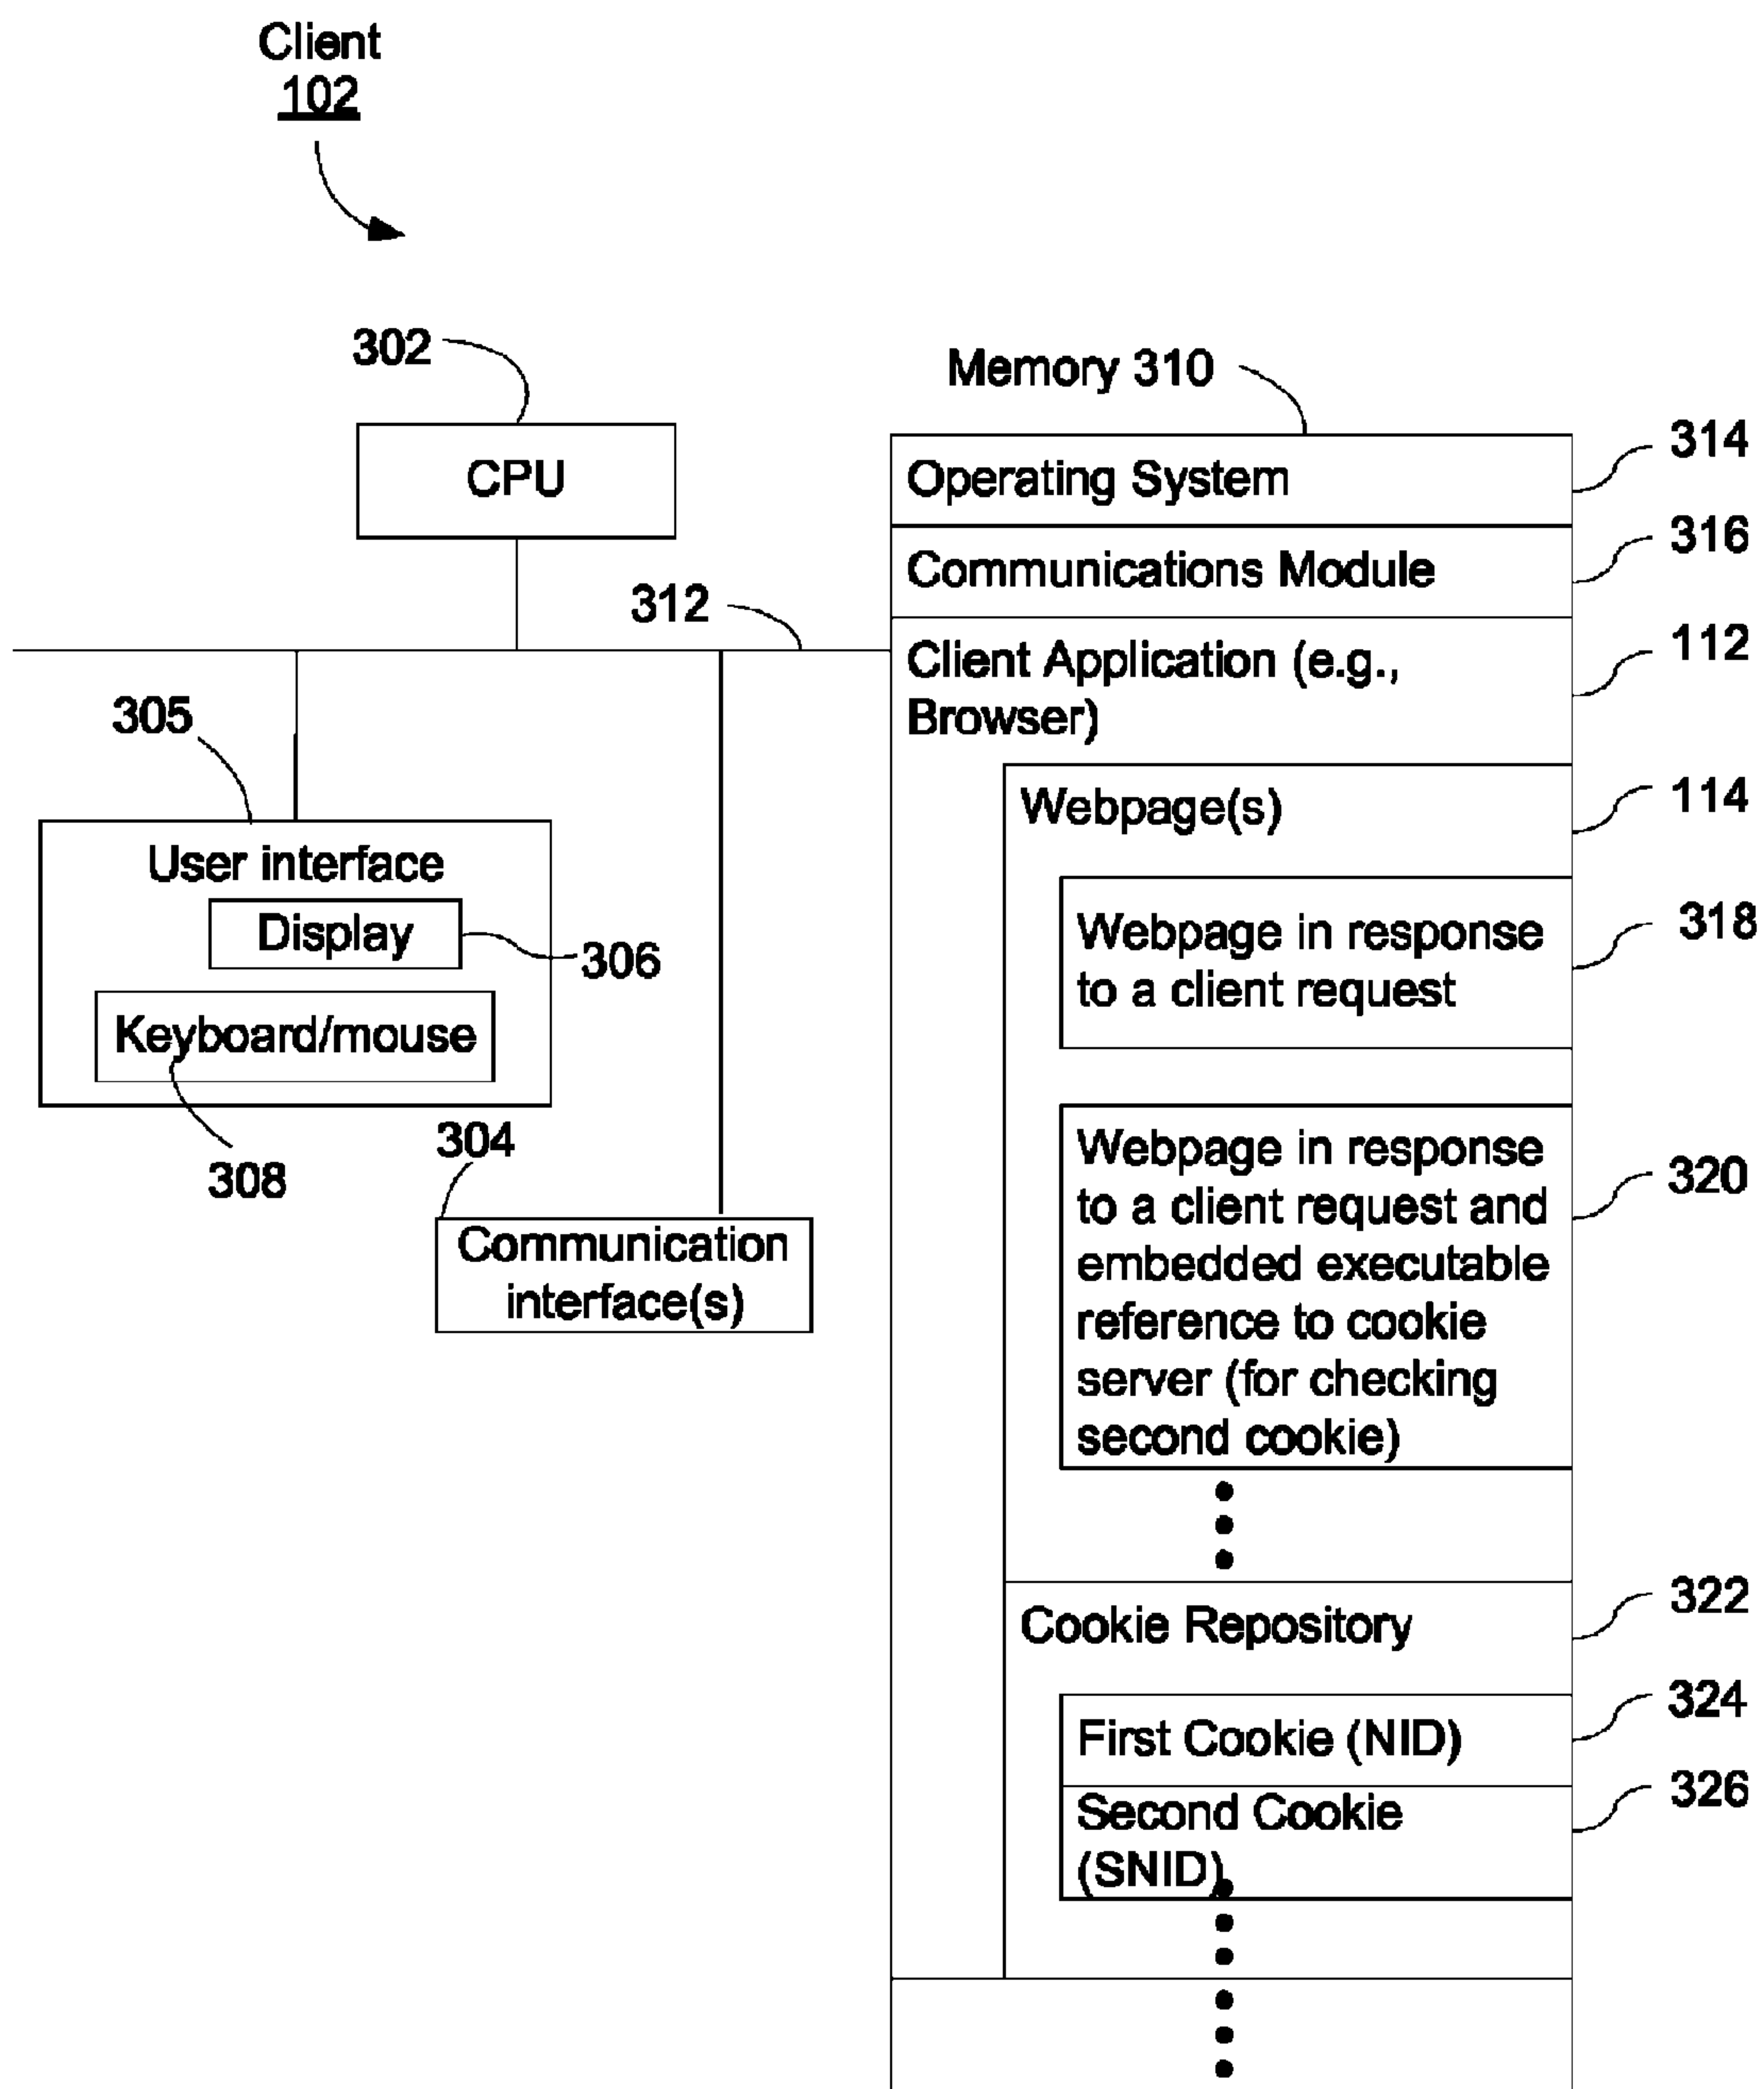 Client
102
302
CPU
312
305
User interface
Display
306
Keyboard/mouse
308
304
Communication
interface(s)
Memory 310
Operating System
314
Communications Module
316
Client Application (e.g.,
Browser)
112
Webpage(s)
114
Webpage in response
to a client request
318
Webpage in response
to a client request and
embedded executable
reference to cookie
server (for checking
second cookie)
320
Cookie Repository
322
First Cookie (NID)
324
Second Cookie
(SNID)
326